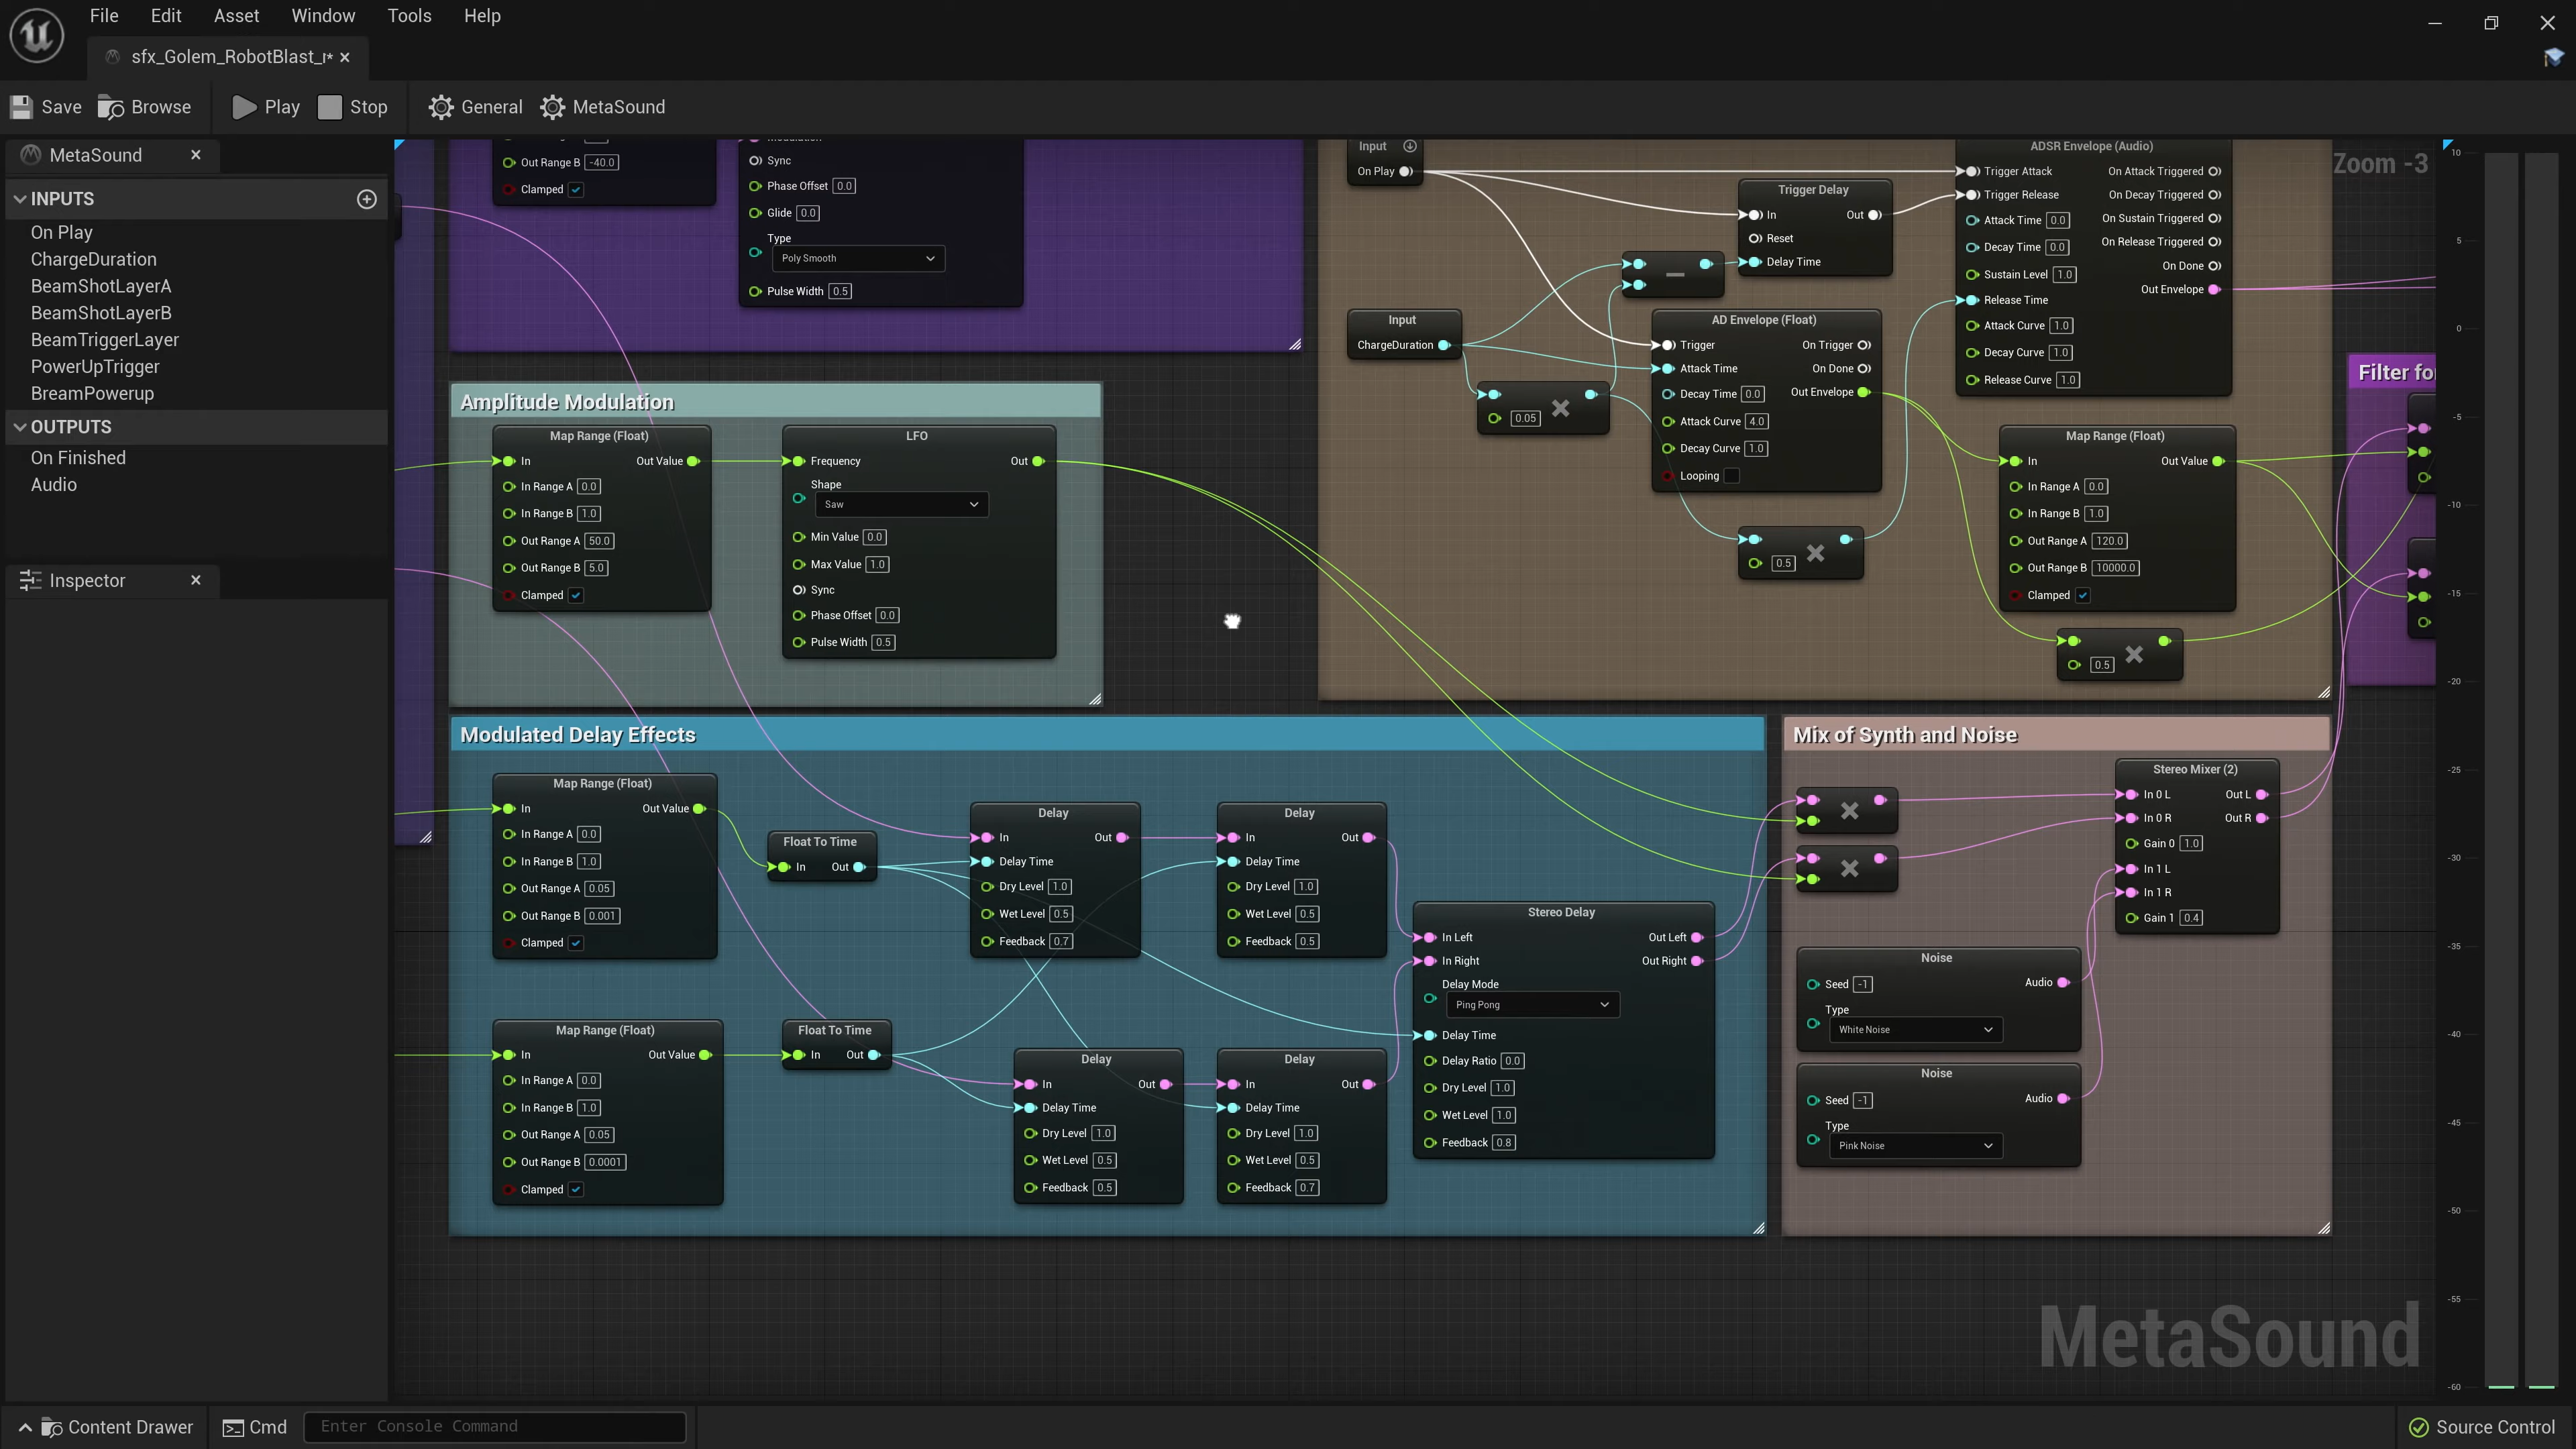 File Edit Asset Window Tools Help
sfx_Golem_RobotBlast_r*
Save Browse Play Stop General MetaSound
MetaSound
INPUTS
On Play
ChargeDuration
BeamShotLayerA
BeamShotLayerB
BeamTriggerLayer
PowerUpTrigger
BreamPowerup
OUTPUTS
On Finished
Audio
Inspector
Out Range B -40.0
Clamped
Sync
Phase Offset 0.0
Glide 0.0
Type
Poly Smooth
Pulse Width 0.5
Input
On Play
Trigger Delay
In Out
Reset
Delay Time
ADSR Envelope (Audio)
Trigger Attack On Attack Triggered
Trigger Release On Decay Triggered
Attack Time 0.0 On Sustain Triggered
Decay Time 0.0 On Release Triggered
Sustain Level 1.0 On Done
Release Time Out Envelope
Attack Curve 1.0
Decay Curve 1.0
Release Curve 1.0
Zoom -3
Input
ChargeDuration
0.05
AD Envelope (Float)
Trigger On Trigger
Attack Time On Done
Decay Time 0.0 Out Envelope
Attack Curve 4.0
Decay Curve 1.0
Looping
0.5
Map Range (Float)
In Out Value
In Range A 0.0
In Range B 1.0
Out Range A 120.0
Out Range B 10000.0
Clamped
0.5
Filter fo
Amplitude Modulation
Map Range (Float)
In Out Value
In Range A 0.0
In Range B 1.0
Out Range A 50.0
Out Range B 5.0
Clamped
LFO
Frequency Out
Shape
Saw
Min Value 0.0
Max Value 1.0
Sync
Phase Offset 0.0
Pulse Width 0.5
Modulated Delay Effects
Map Range (Float)
In Out Value
In Range A 0.0
In Range B 1.0
Out Range A 0.05
Out Range B 0.001
Clamped
Float To Time
In Out
Delay
In Out
Delay Time
Dry Level 1.0
Wet Level 0.5
Feedback 0.7
Delay
In Out
Delay Time
Dry Level 1.0
Wet Level 0.5
Feedback 0.5
Map Range (Float)
In Out Value
In Range A 0.0
In Range B 1.0
Out Range A 0.05
Out Range B 0.0001
Clamped
Float To Time
In Out
Delay
In Out
Delay Time
Dry Level 1.0
Wet Level 0.5
Feedback 0.5
Delay
In Out
Delay Time
Dry Level 1.0
Wet Level 0.5
Feedback 0.7
Stereo Delay
In Left Out Left
In Right Out Right
Delay Mode
Ping Pong
Delay Time
Delay Ratio 0.0
Dry Level 1.0
Wet Level 1.0
Feedback 0.8
Mix of Synth and Noise
Stereo Mixer (2)
In 0 L Out L
In 0 R Out R
Gain 0 1.0
In 1 L
In 1 R
Gain 1 0.4
Noise
Seed -1 Audio
Type
White Noise
Noise
Seed -1 Audio
Type
Pink Noise
10
5
0
-5
-10
-15
-20
-25
-30
-35
-40
-45
-50
-55
-60
MetaSound
Content Drawer Cmd Enter Console Command Source Control